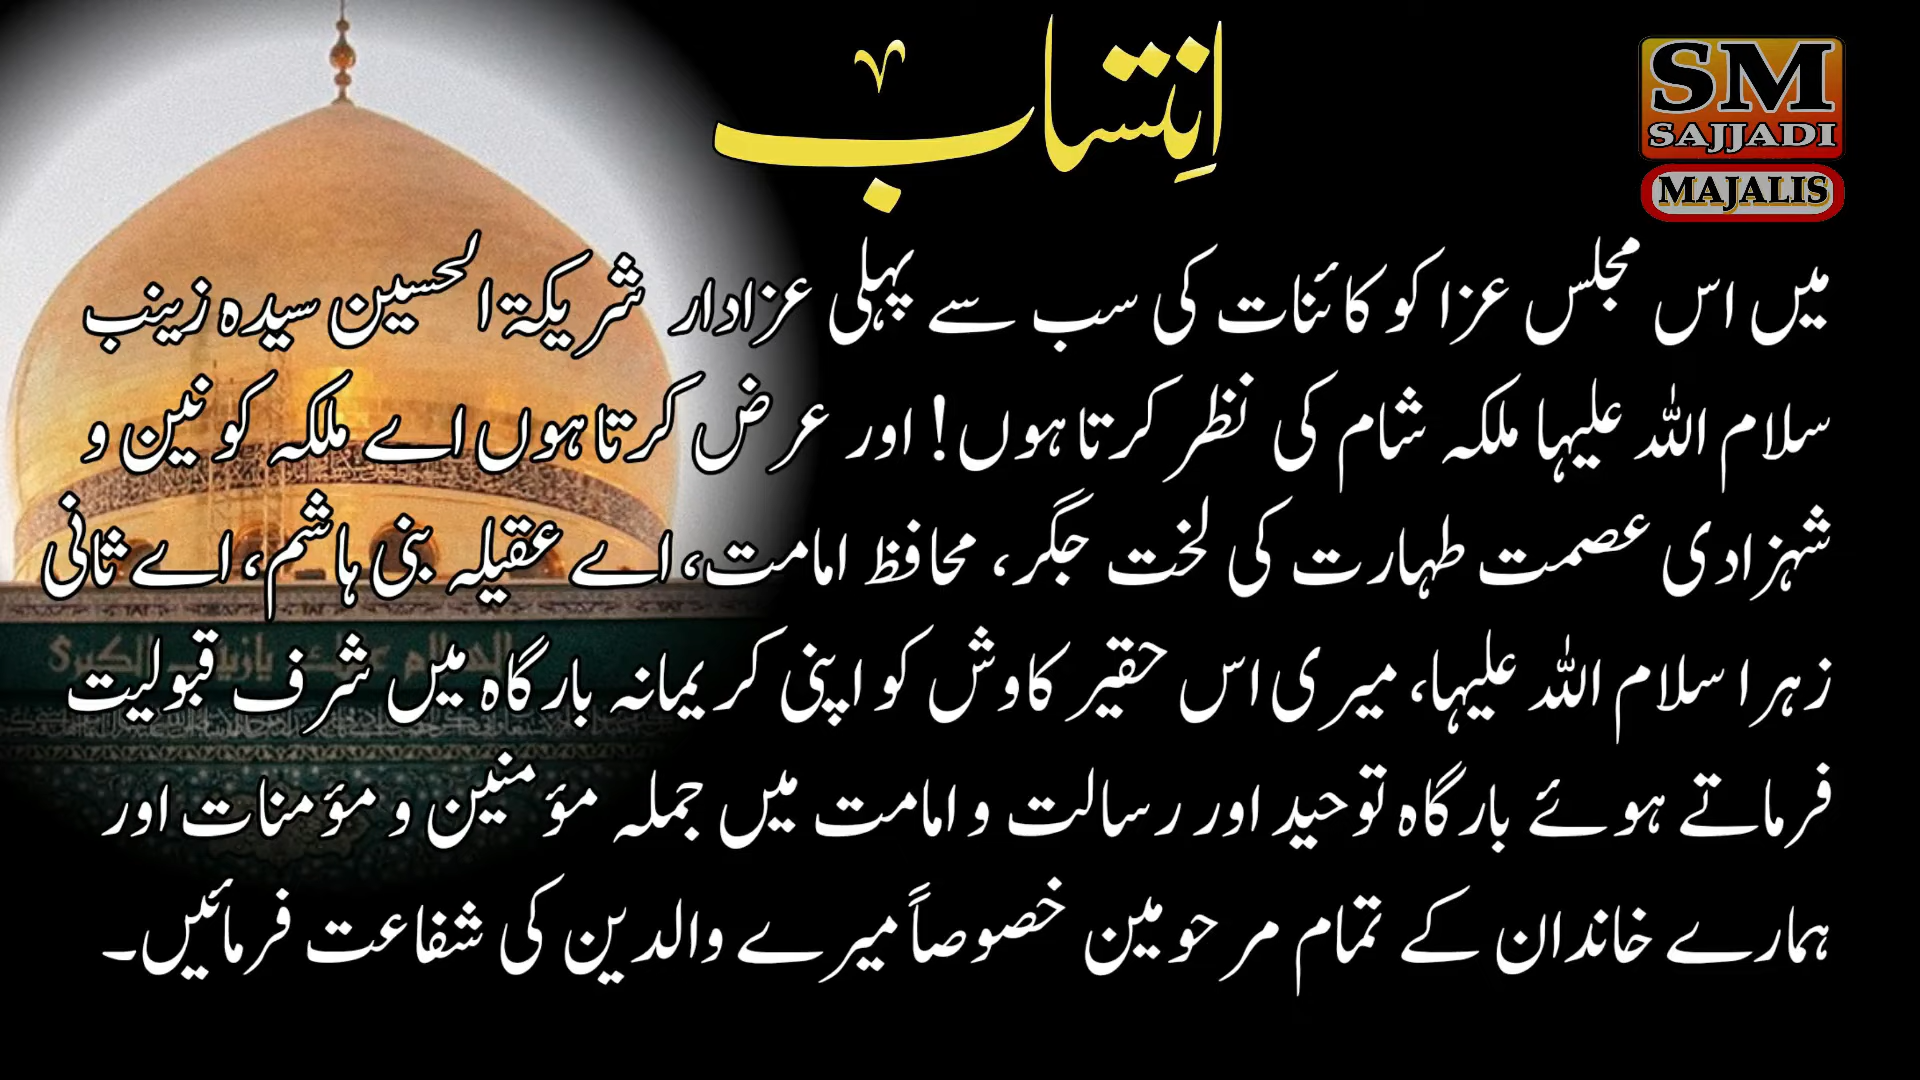 اِنتساب
SM
SAJJADI
MAJALIS
میں اس مجلس عزا کو کائنات کی سب سے پہلی عزادار شریکۃ الحسین سیدہ زینب
سلام اللہ علیہا ملکہ شام کی نظر کرتا ہوں! اور عرض کرتا ہوں اے ملکہ کونین و
شہزادی عصمت طہارت کی لخت جگر، محافظ امامت، اے عقیلہ بنی ہاشم، اے ثانی
زہرا سلام اللہ علیہا، میری اس حقیر کاوش کو اپنی کریمانہ بارگاہ میں شرف قبولیت
فرماتے ہوئے بارگاہ توحید اور رسالت و امامت میں جملہ مؤمنین و مؤمنات اور
ہمارے خاندان کے تمام مرحومین خصوصاً میرے والدین کی شفاعت فرمائیں۔